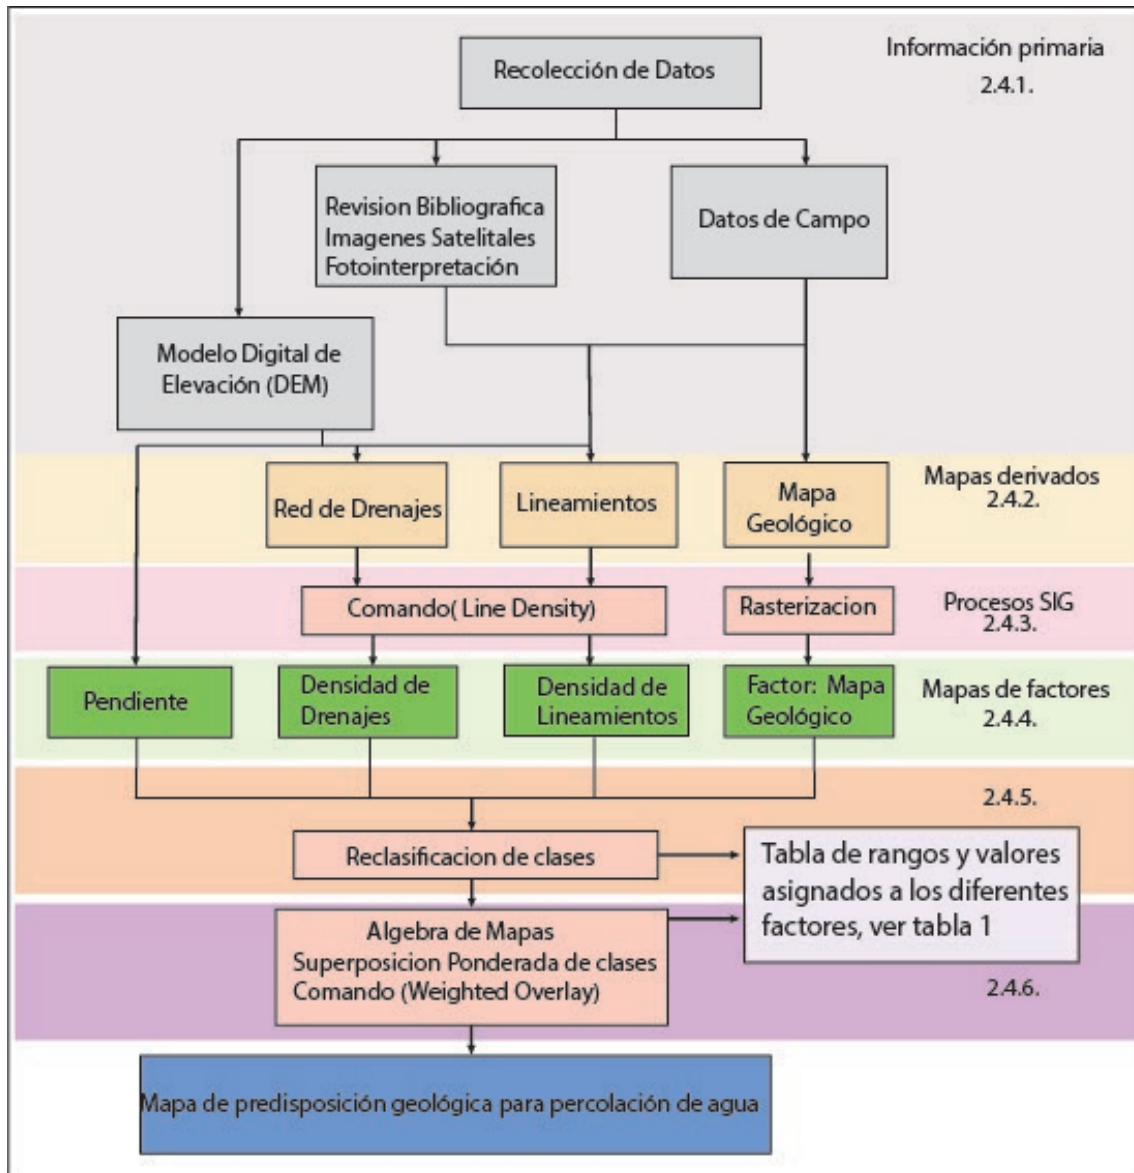 Información primaria
2.4.1.
Recolección de Datos
Revision Bibliografica
Imagenes Satelitales
Fotointerpretación
Datos de Campo
Modelo Digital de
Elevación (DEM)
Mapas derivados
2.4.2.
Red de Drenajes
Lineamientos
Mapa
Geológico
Procesos SIG
2.4.3.
Comando( Line Density)
Rasterizacion
Mapas de factores
2.4.4.
Pendiente
Densidad de
Drenajes
Densidad de
Lineamientos
Factor: Mapa
Geológico
2.4.5.
Reclasificacion de clases
Tabla de rangos y valores
asignados a los diferentes
factores, ver tabla 1
Algebra de Mapas
Superposicion Ponderada de clases
Comando (Weighted Overlay)
2.4.6.
Mapa de predisposición geológica para percolación de agua